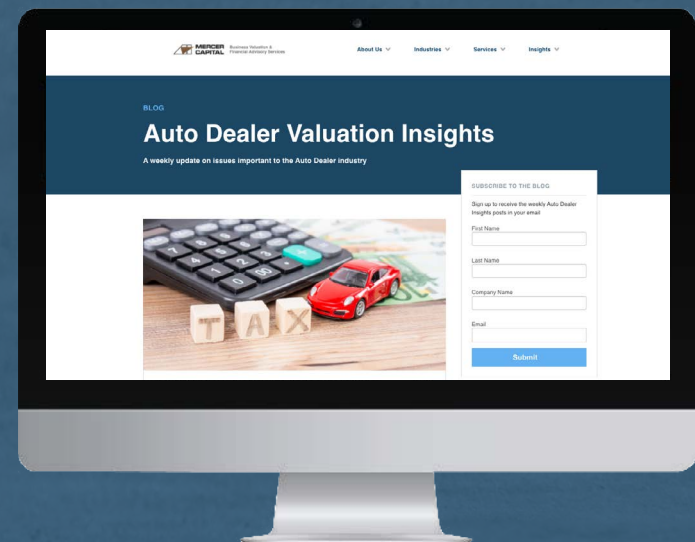 MERCER CAPITAL
Business Valuation &
Financial Advisory Services
About Us
Industries
Services
Insights
BLOG
Auto Dealer Valuation Insights
A weekly update on issues important to the Auto Dealer industry
SUBSCRIBE TO THE BLOG
Sign up to receive the weekly Auto Dealer
Insights posts in your email
First Name
Last Name
Company Name
Email
Submit
TAX